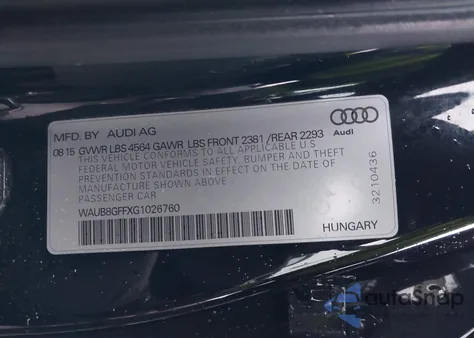 MFD. BY AUDI AG
08 15 GVWR LBS 4564 GAWR LBS FRONT 2381 /REAR 2293
THIS VEHICLE CONFORMS TO ALL APPLICABLE U S
FEDERAL MOTOR VEHICLE SAFETY, BUMPER AND THEFT
PREVENTION STANDARDS IN EFFECT ON THE DATE OF
MANUFACTURE SHOWN ABOVE -
PASSENGER CAR
WAUB8GFFXG1026760
Audi
3210436
HUNGARY
autoSnap